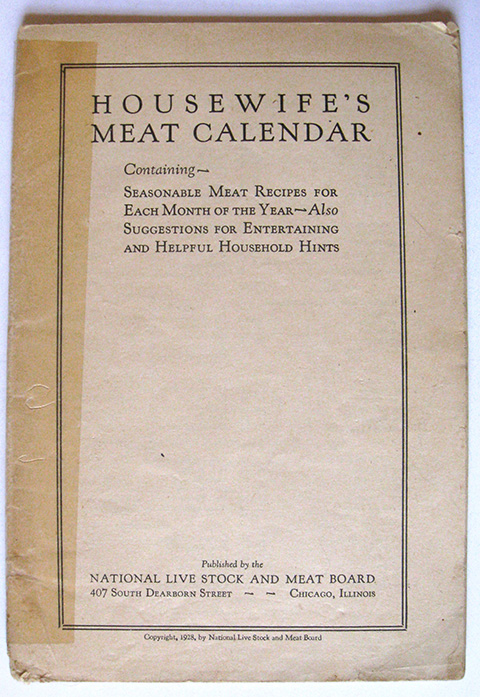 HOUSEWIFE'S
MEAT CALENDAR
Containing—
SEASONABLE MEAT RECIPES FOR
EACH MONTH OF THE YEAR—Also
SUGGESTIONS FOR ENTERTAINING
AND HELPFUL HOUSEHOLD HINTS
Published by the
NATIONAL LIVE STOCK AND MEAT BOARD
407 SOUTH DEARBORN STREET — — CHICAGO, ILLINOIS
Copyright, 1928, by National Live Stock and Meat Board